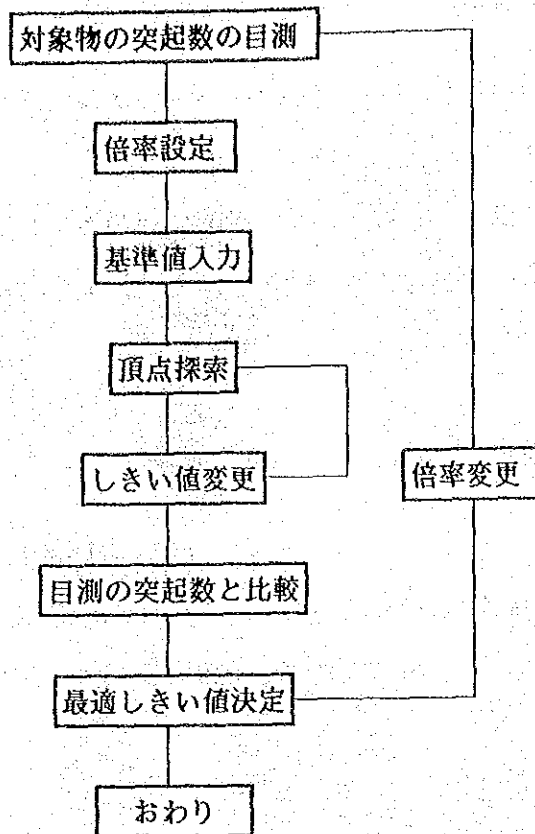 対象物の突起数の目測
倍率設定
基準値入力
頂点探索
しきい値変更
倍率変更
目測の突起数と比較
最適しきい値決定
おわり